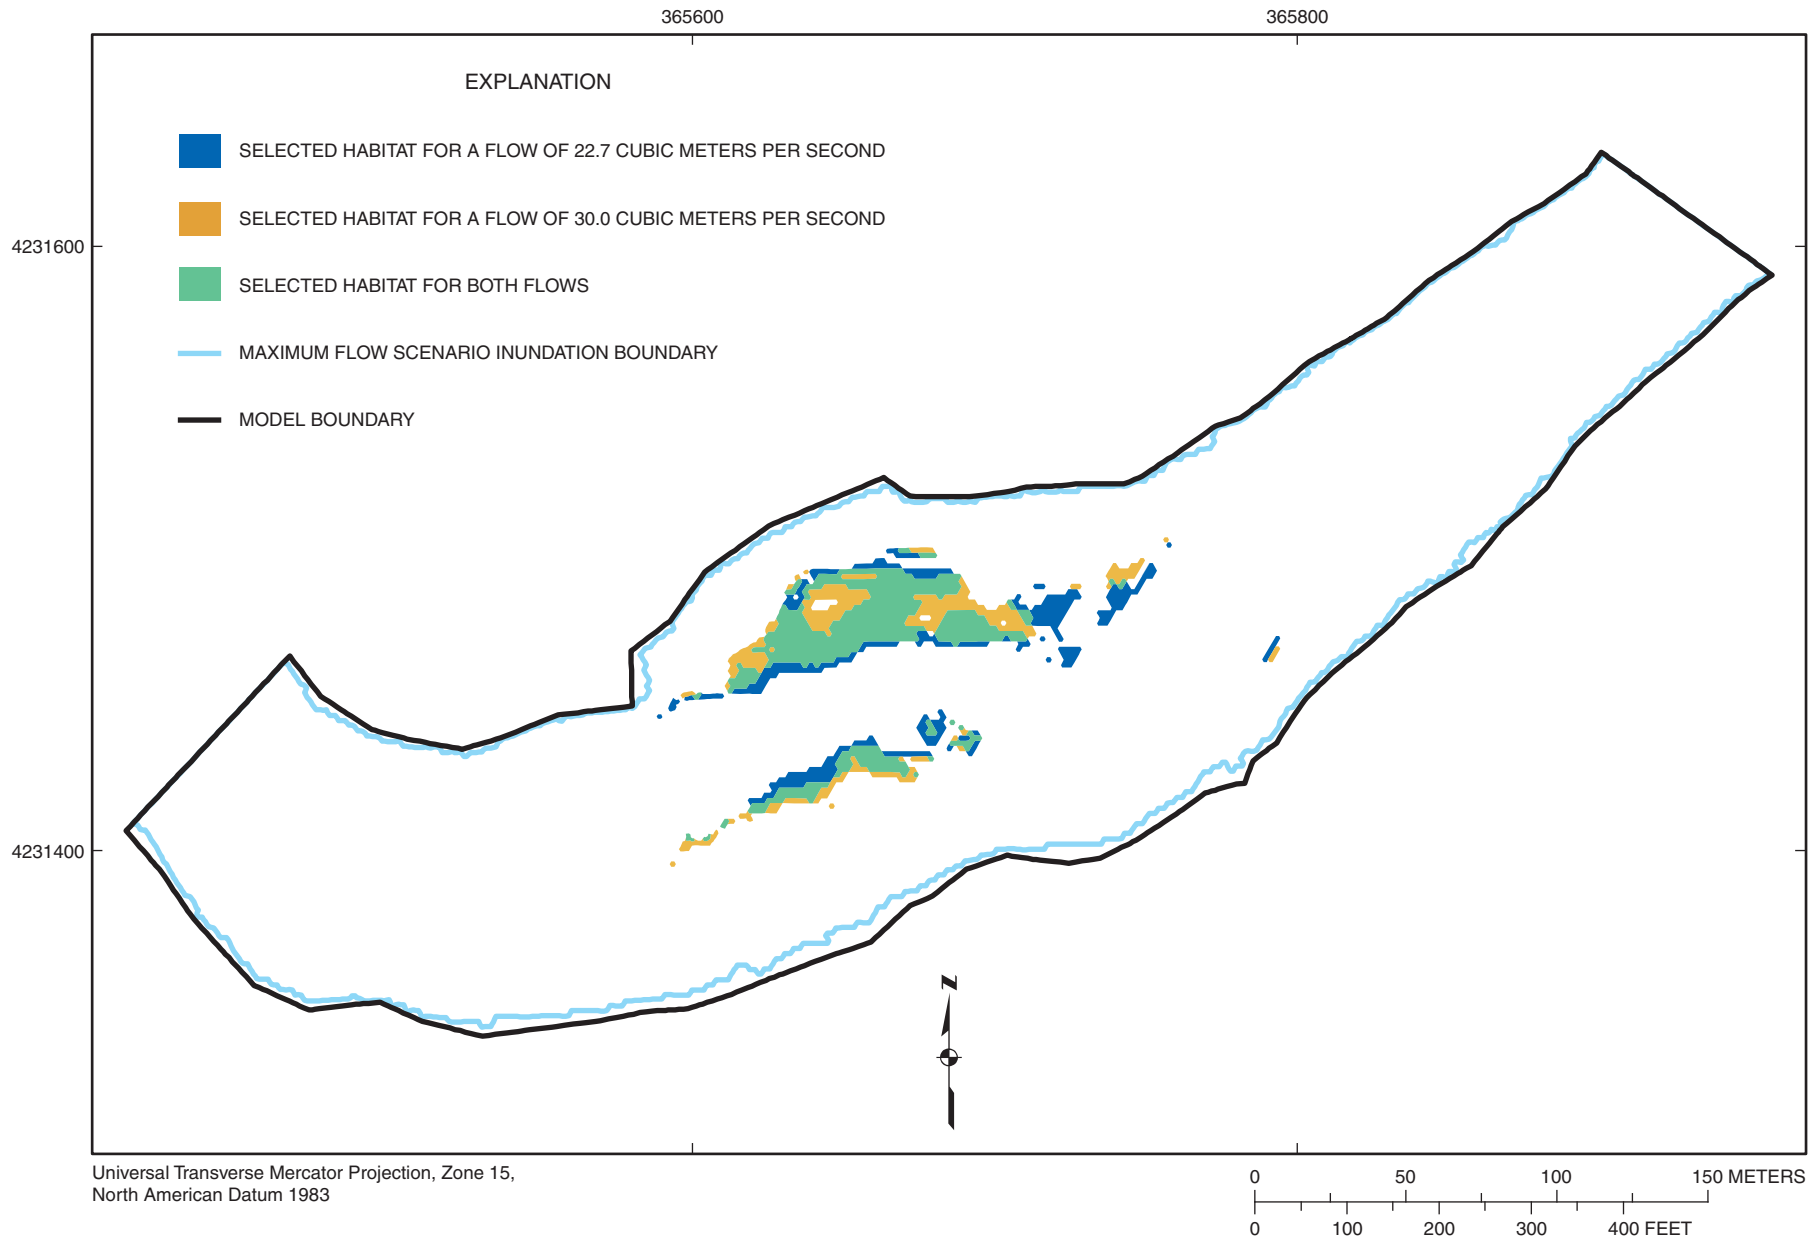 365600 365800
EXPLANATION
SELECTED HABITAT FOR A FLOW OF 22.7 CUBIC METERS PER SECOND
SELECTED HABITAT FOR A FLOW OF 30.0 CUBIC METERS PER SECOND
4231600
SELECTED HABITAT FOR BOTH FLOWS
MAXIMUM FLOW SCENARIO INUNDATION BOUNDARY
MODEL BOUNDARY
4231400
N
Universal Transverse Mercator Projection, Zone 15,
North American Datum 1983
0 50 100 150 METERS
0 100 200 300 400 FEET